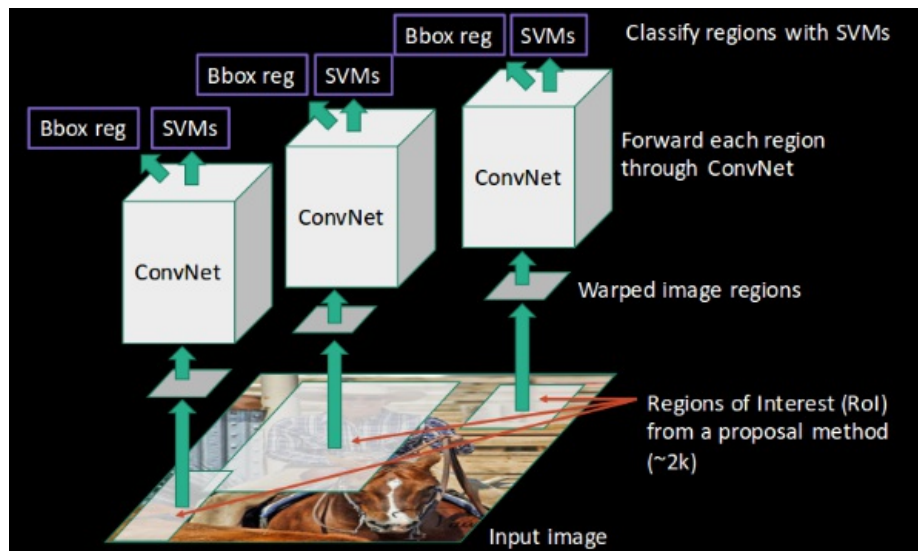 Bbox reg
SVMs
Classify regions with SVMs
Bbox reg
SVMs
Bbox reg
SVMs
Forward each region
through ConvNet
ConvNet
ConvNet
ConvNet
Warped image regions
Regions of Interest (RoI)
from a proposal method
(~2k)
Input image